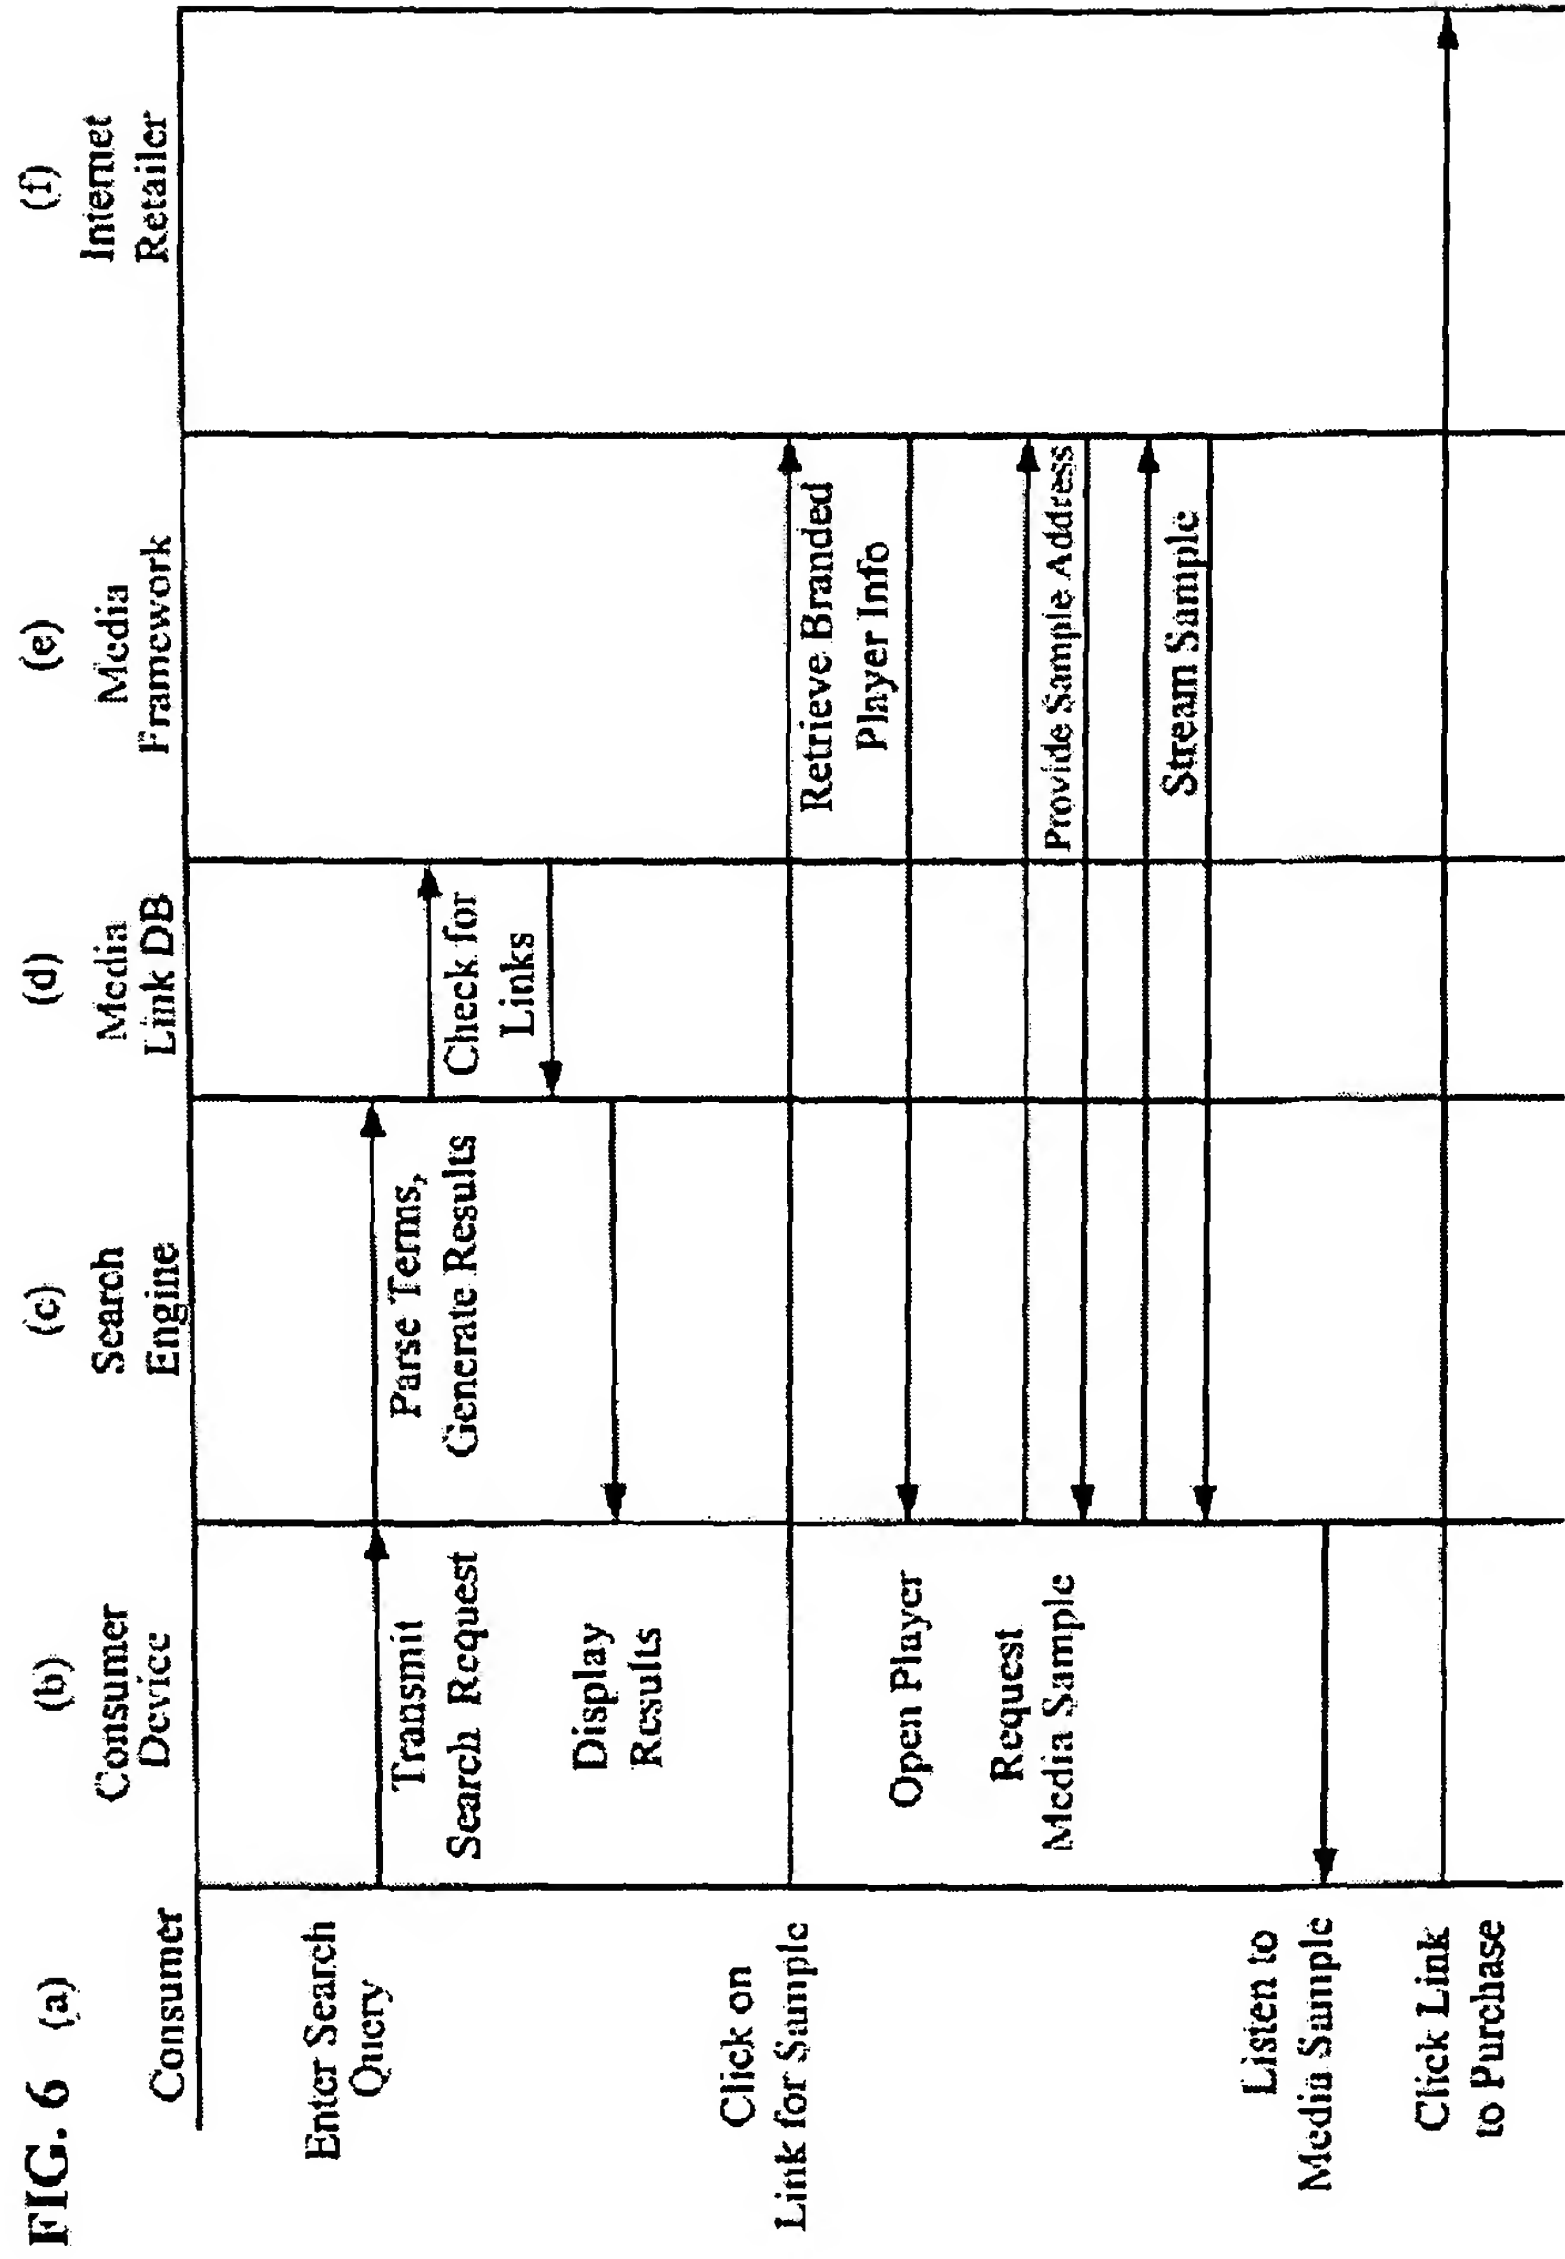 FIG. 6
(a)
Consumer
(b)
Consumer
Device
(c)
Search
Engine
(d)
Media
Link DB
(e)
Media
Framework
(f)
Internet
Retailer
Enter Search
Query
Transmit
Search Request
Parse Terms,
Generate Results
Check for
Links
Display
Results
Click on
Link for Sample
Retrieve Branded
Player Info
Open Player
Request
Media Sample
Provide Sample Address
Stream Sample
Listen to
Media Sample
Click Link
to Purchase